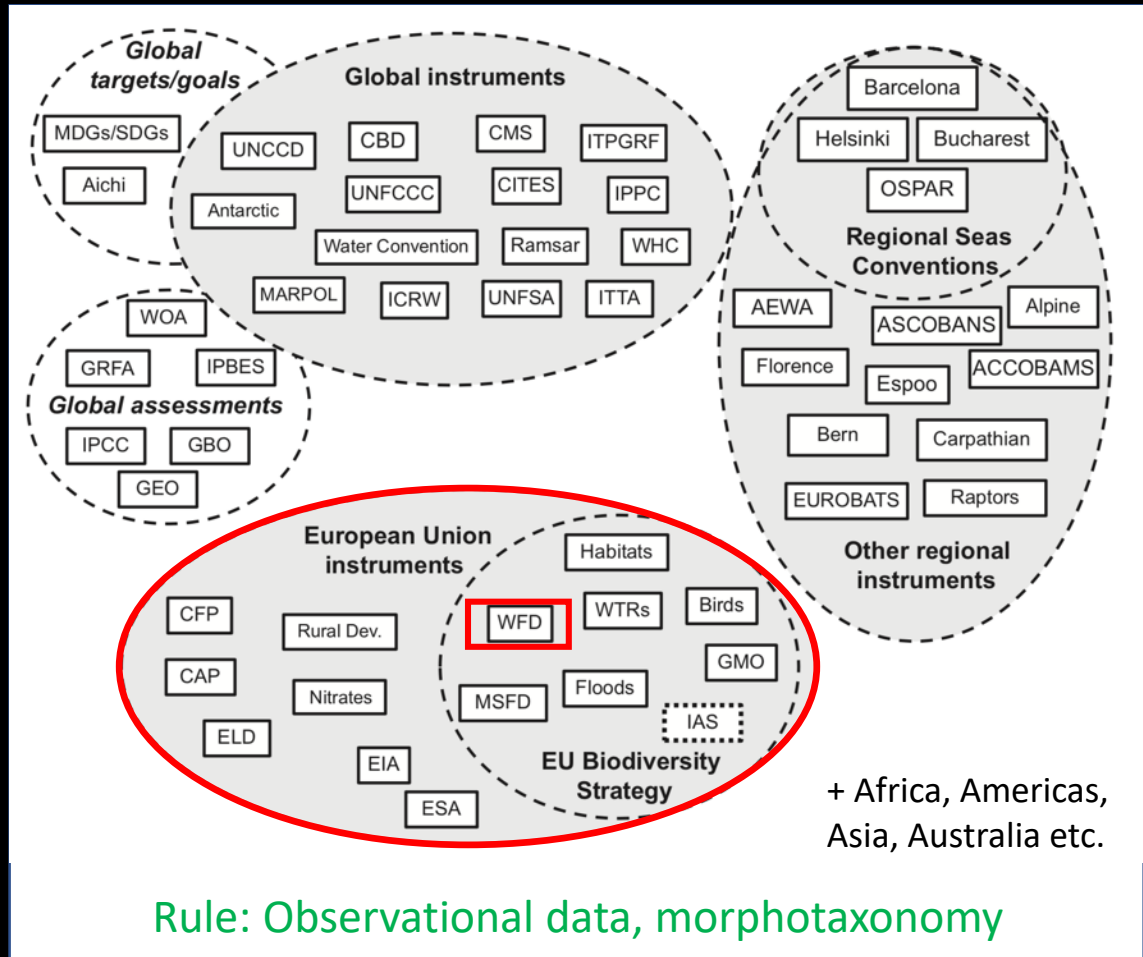 Global
targets/goals
MDGs/SDGs
Aichi
Global instruments
UNCCD
CBD
CMS
ITPGRF
UNFCCC
CITES
IPPC
Antarctic
Water Convention
Ramsar
WHC
MARPOL
ICRW
UNFSA
ITTA
Barcelona
Helsinki
Bucharest
OSPAR
Regional Seas
Conventions
AEWA
ASCOBANS
Alpine
Florence
Espoo
ACCOBAMS
Bern
Carpathian
EUROBATS
Raptors
Other regional
instruments
WOA
GRFA
IPBES
Global assessments
IPCC
GBO
GEO
European Union
instruments
CFP
Rural Dev.
CAP
Nitrates
ELD
EIA
ESA
Habitats
WFD
WTRs
Birds
GMO
MSFD
Floods
IAS
EU Biodiversity
Strategy
+ Africa, Americas,
Asia, Australia etc.
Rule: Observational data, morphotaxonomy